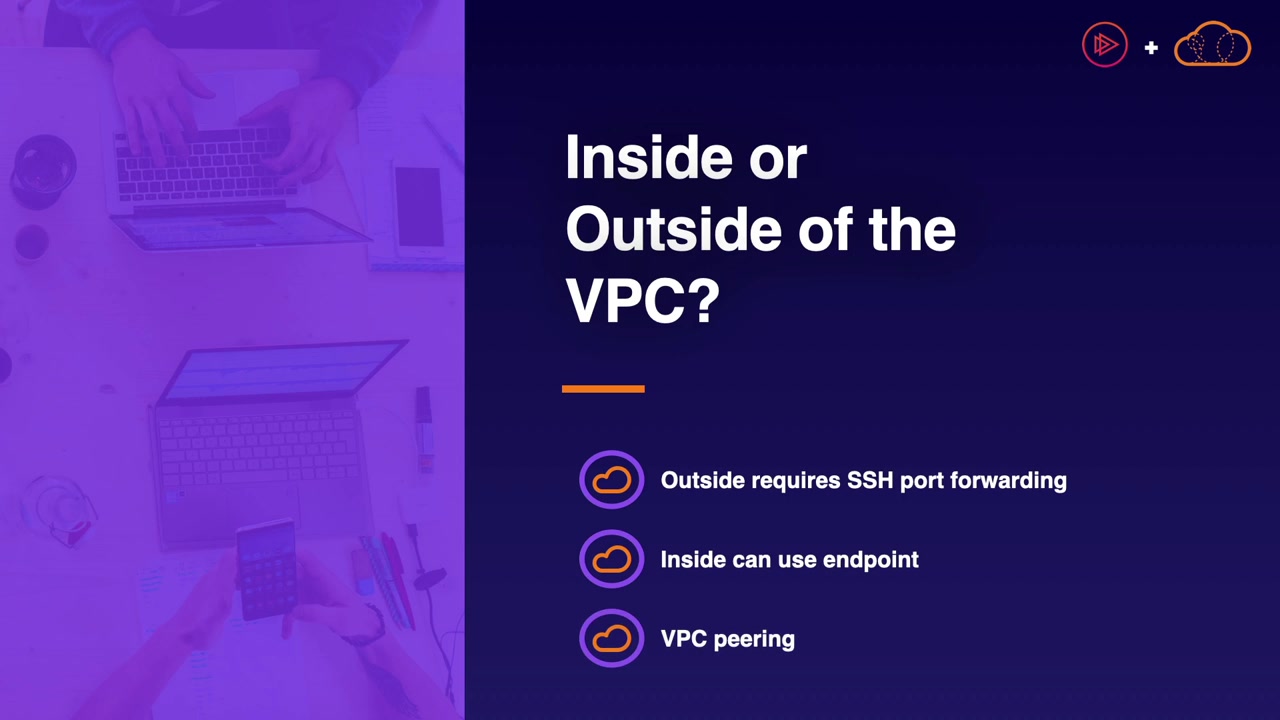 +
Inside or
Outside of the
VPC?
Outside requires SSH port forwarding
Inside can use endpoint
VPC peering